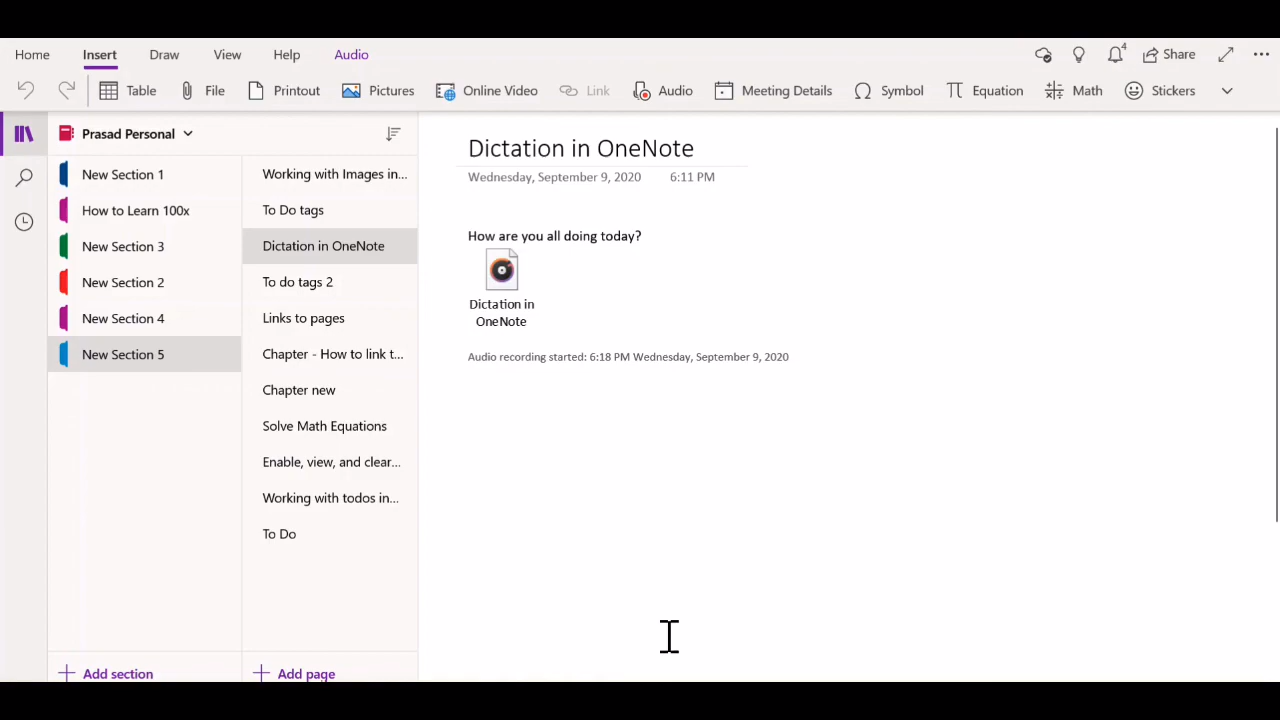 Home Insert Draw View Help Audio
4 Share
Table File Printout Pictures Online Video Link Audio Meeting Details Symbol Equation Math Stickers
Prasad Personal
New Section 1
How to Learn 100x
New Section 3
New Section 2
New Section 4
New Section 5
Add section
Working with Images in...
To Do tags
Dictation in OneNote
To do tags 2
Links to pages
Chapter - How to link t...
Chapter new
Solve Math Equations
Enable, view, and clear...
Working with todos in...
To Do
Add page
Dictation in OneNote
Wednesday, September 9, 2020 6:11 PM
How are you all doing today?
Dictation in
OneNote
Audio recording started: 6:18 PM Wednesday, September 9, 2020